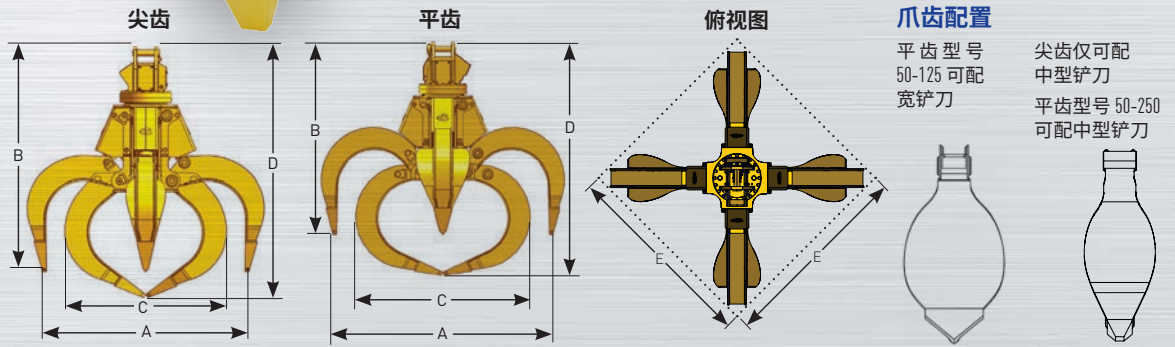 尖齿
B
D
C
A
平齿
B
D
C
A
俯视图
E
E
爪齿配置
平齿型号
50-125 可配
宽铲刀
尖齿仅可配
中型铲刀
平齿型号 50-250
可配中型铲刀